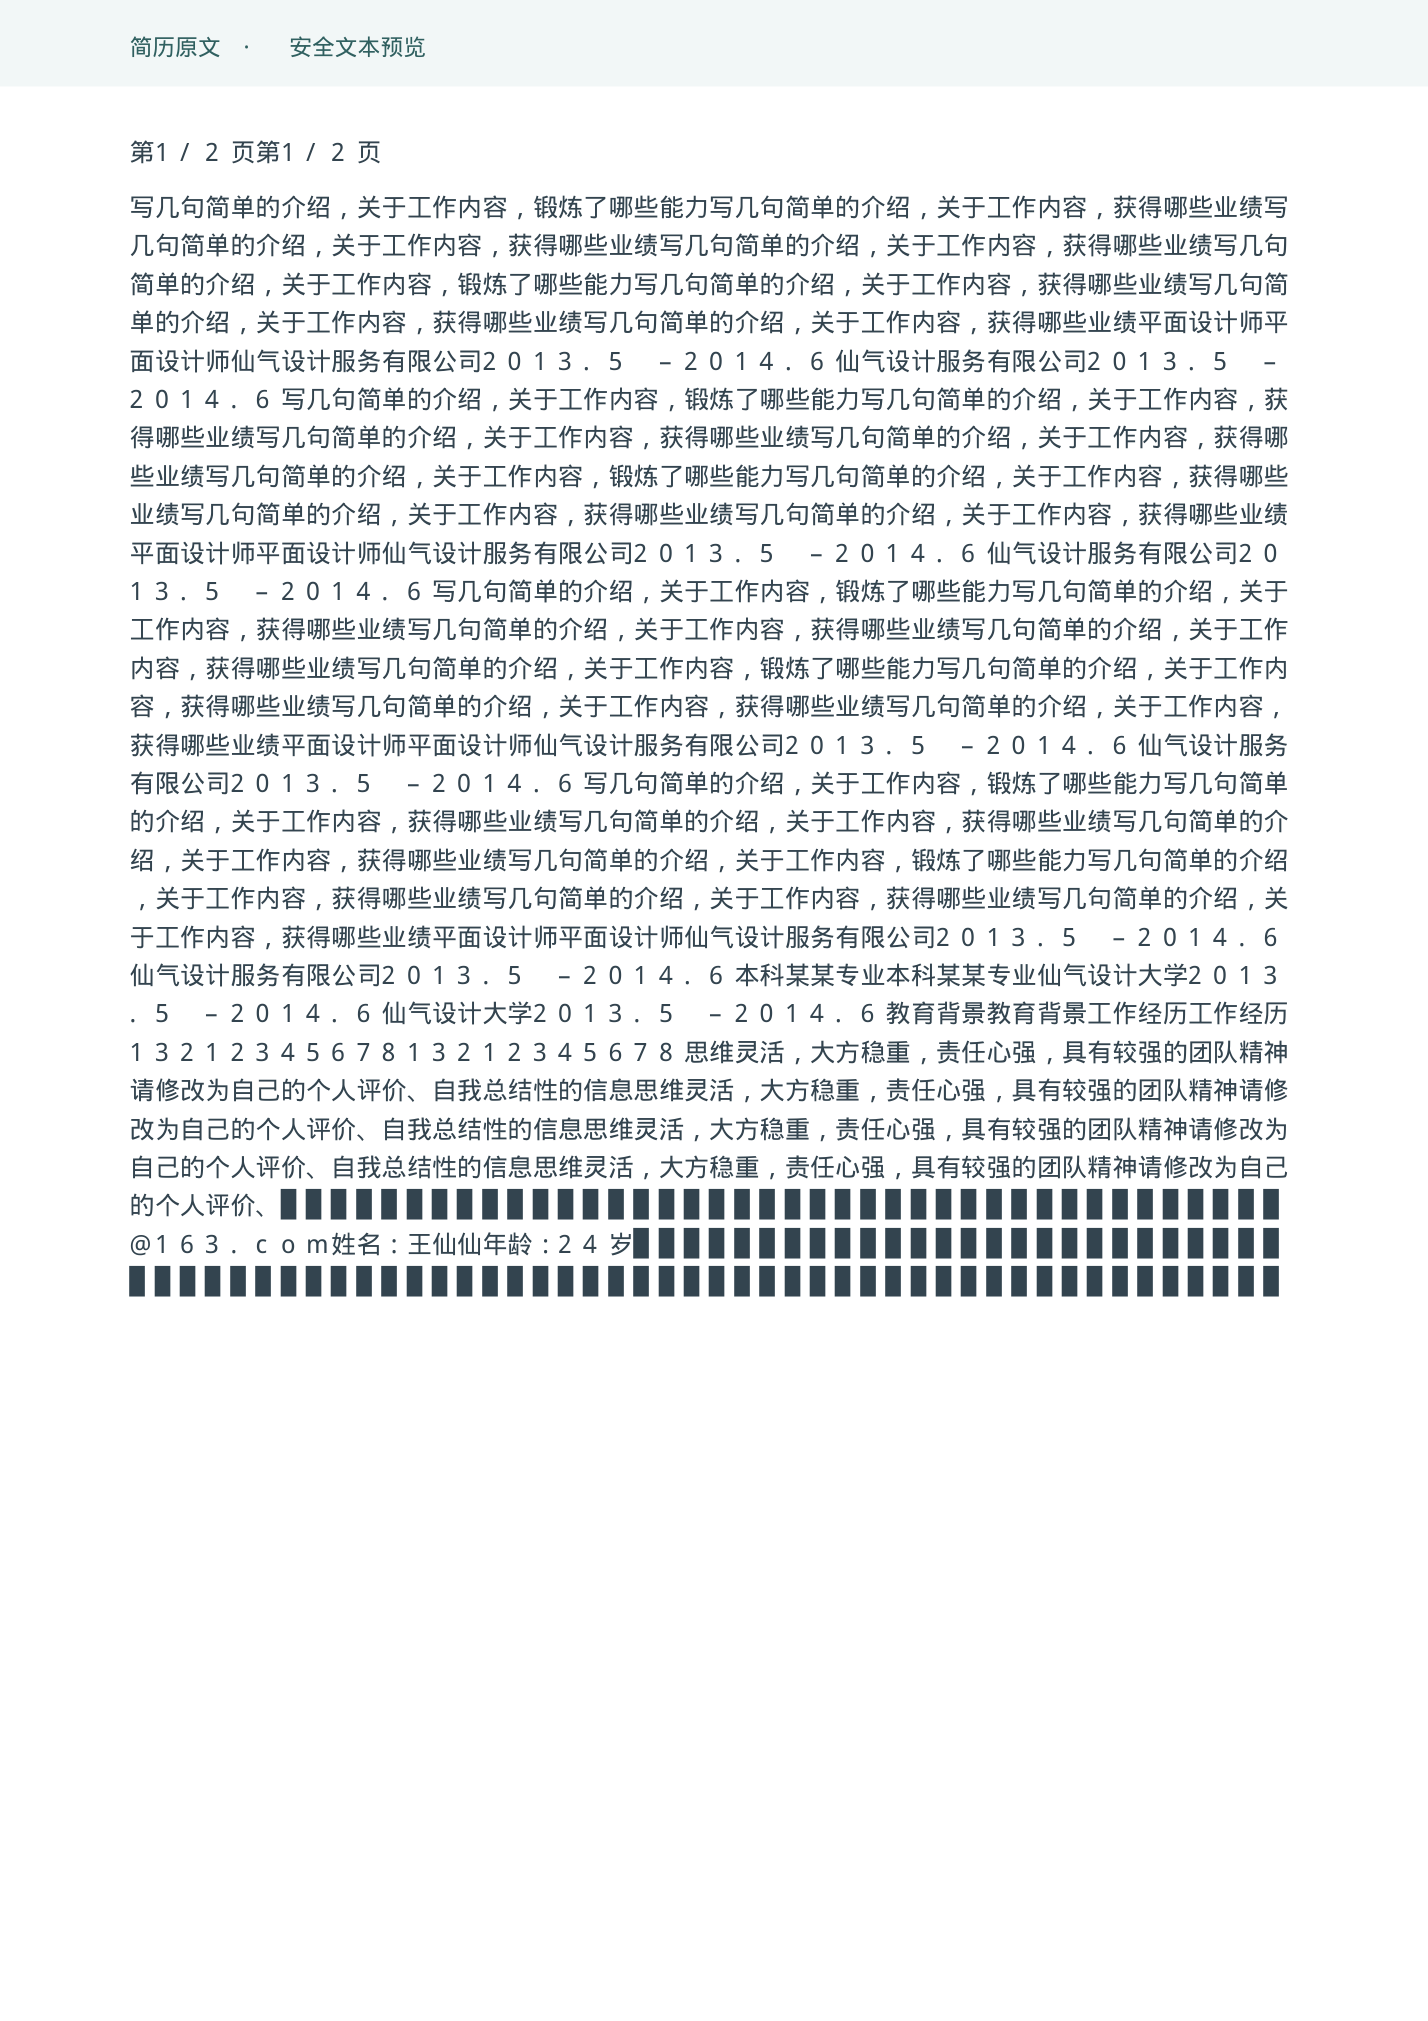 简历原文 · 安全文本预览
第1 / 2 页第1 / 2 页
写几句简单的介绍，关于工作内容，锻炼了哪些能力写几句简单的介绍，关于工作内容，获得哪些业绩写
几句简单的介绍，关于工作内容，获得哪些业绩写几句简单的介绍，关于工作内容，获得哪些业绩写几句
简单的介绍，关于工作内容，锻炼了哪些能力写几句简单的介绍，关于工作内容，获得哪些业绩写几句简
单的介绍，关于工作内容，获得哪些业绩写几句简单的介绍，关于工作内容，获得哪些业绩平面设计师平
面设计师仙气设计服务有限公司2013.5 –2014.6仙气设计服务有限公司2013.5 –
2014.6写几句简单的介绍，关于工作内容，锻炼了哪些能力写几句简单的介绍，关于工作内容，获
得哪些业绩写几句简单的介绍，关于工作内容，获得哪些业绩写几句简单的介绍，关于工作内容，获得哪
些业绩写几句简单的介绍，关于工作内容，锻炼了哪些能力写几句简单的介绍，关于工作内容，获得哪些
业绩写几句简单的介绍，关于工作内容，获得哪些业绩写几句简单的介绍，关于工作内容，获得哪些业绩
平面设计师平面设计师仙气设计服务有限公司2013.5 –2014.6仙气设计服务有限公司20
13.5 –2014.6写几句简单的介绍，关于工作内容，锻炼了哪些能力写几句简单的介绍，关于
工作内容，获得哪些业绩写几句简单的介绍，关于工作内容，获得哪些业绩写几句简单的介绍，关于工作
内容，获得哪些业绩写几句简单的介绍，关于工作内容，锻炼了哪些能力写几句简单的介绍，关于工作内
容，获得哪些业绩写几句简单的介绍，关于工作内容，获得哪些业绩写几句简单的介绍，关于工作内容，
获得哪些业绩平面设计师平面设计师仙气设计服务有限公司2013.5 –2014.6仙气设计服务
有限公司2013.5 –2014.6写几句简单的介绍，关于工作内容，锻炼了哪些能力写几句简单
的介绍，关于工作内容，获得哪些业绩写几句简单的介绍，关于工作内容，获得哪些业绩写几句简单的介
绍，关于工作内容，获得哪些业绩写几句简单的介绍，关于工作内容，锻炼了哪些能力写几句简单的介绍
，关于工作内容，获得哪些业绩写几句简单的介绍，关于工作内容，获得哪些业绩写几句简单的介绍，关
于工作内容，获得哪些业绩平面设计师平面设计师仙气设计服务有限公司2013.5 –2014.6
仙气设计服务有限公司2013.5 –2014.6本科某某专业本科某某专业仙气设计大学2013
.5 –2014.6仙气设计大学2013.5 –2014.6教育背景教育背景工作经历工作经历
1321234567813212345678思维灵活，大方稳重，责任心强，具有较强的团队精神
请修改为自己的个人评价、自我总结性的信息思维灵活，大方稳重，责任心强，具有较强的团队精神请修
改为自己的个人评价、自我总结性的信息思维灵活，大方稳重，责任心强，具有较强的团队精神请修改为
自己的个人评价、自我总结性的信息思维灵活，大方稳重，责任心强，具有较强的团队精神请修改为自己
的个人评价、
@163.com姓名：王仙仙年龄：24岁